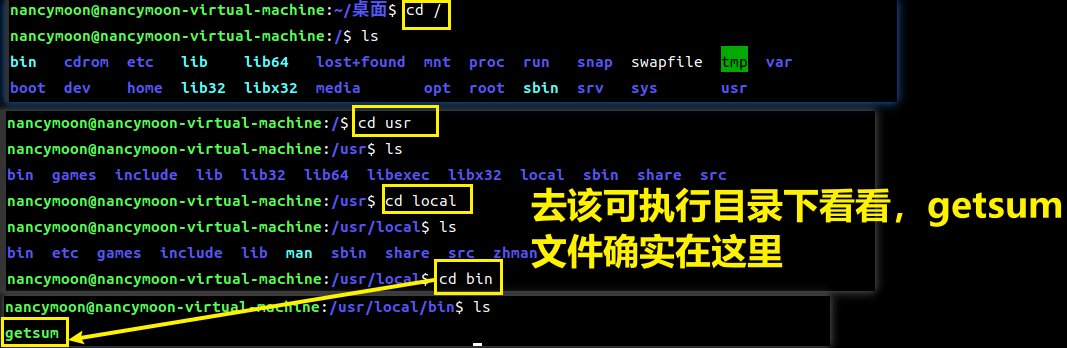 nancymoon@nancymoon-virtual-machine:~/桌面$ cd /
nancymoon@nancymoon-virtual-machine:/$ ls
bin cdrom etc lib lib64 lost+found mnt proc run snap swapfile tmp var
boot dev home lib32 libx32 media opt root sbin srv sys usr
nancymoon@nancymoon-virtual-machine:/$ cd usr
nancymoon@nancymoon-virtual-machine:/usr$ ls
bin games include lib lib32 lib64 libexec libx32 local sbin share src
nancymoon@nancymoon-virtual-machine:/usr$ cd local
nancymoon@nancymoon-virtual-machine:/usr/local$ ls
bin etc games include lib man sbin share src zhman
nancymoon@nancymoon-virtual-machine:/usr/local$ cd bin
去该可执行目录下看看，getsum
文件确实在这里
nancymoon@nancymoon-virtual-machine:/usr/local/bin$ ls
getsum